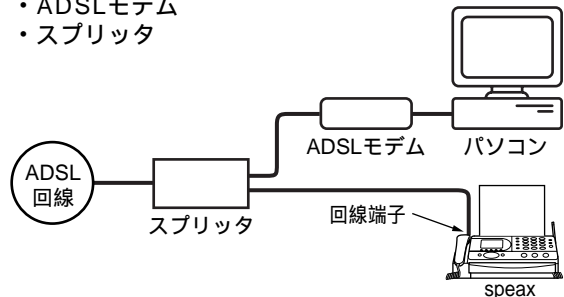 ・ADSLモデム
・スプリッタ
ADSLモデム
パソコン
ADSL
回線
スプリッタ
回線端子
speax